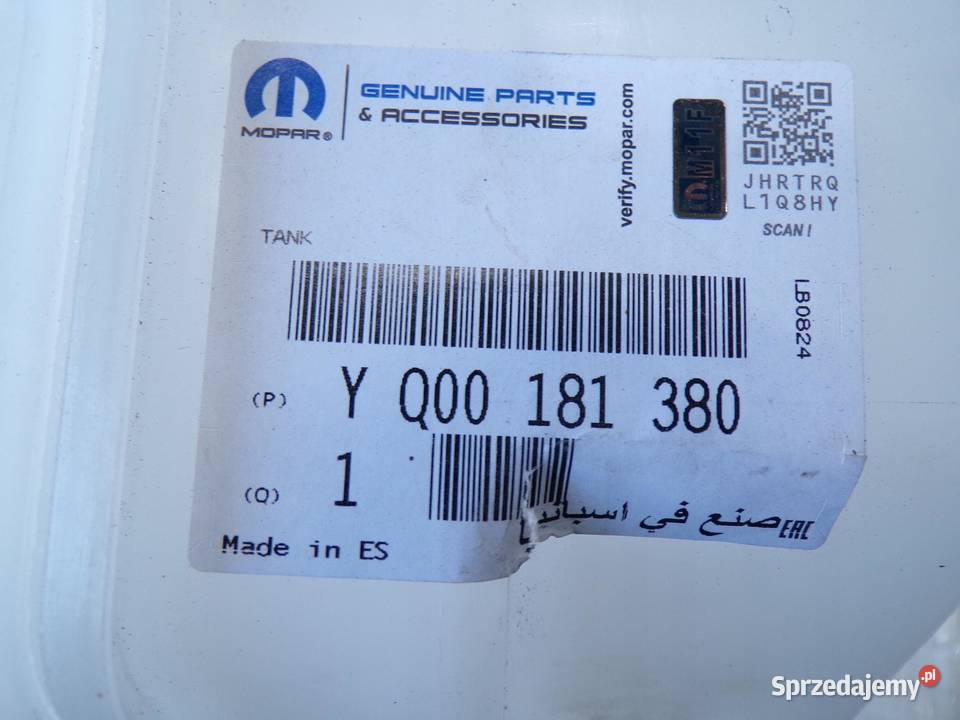 MOPAR®
GENUINE PARTS
& ACCESSORIES
verify.mopar.com
M11F
JHRTRQ
L1Q8HY
SCAN!
TANK
LB0824
(P) Y Q00 181 380
(Q) 1
صنع في اسبانيا
EAC
Made in ES
Sprzedajemy.pl